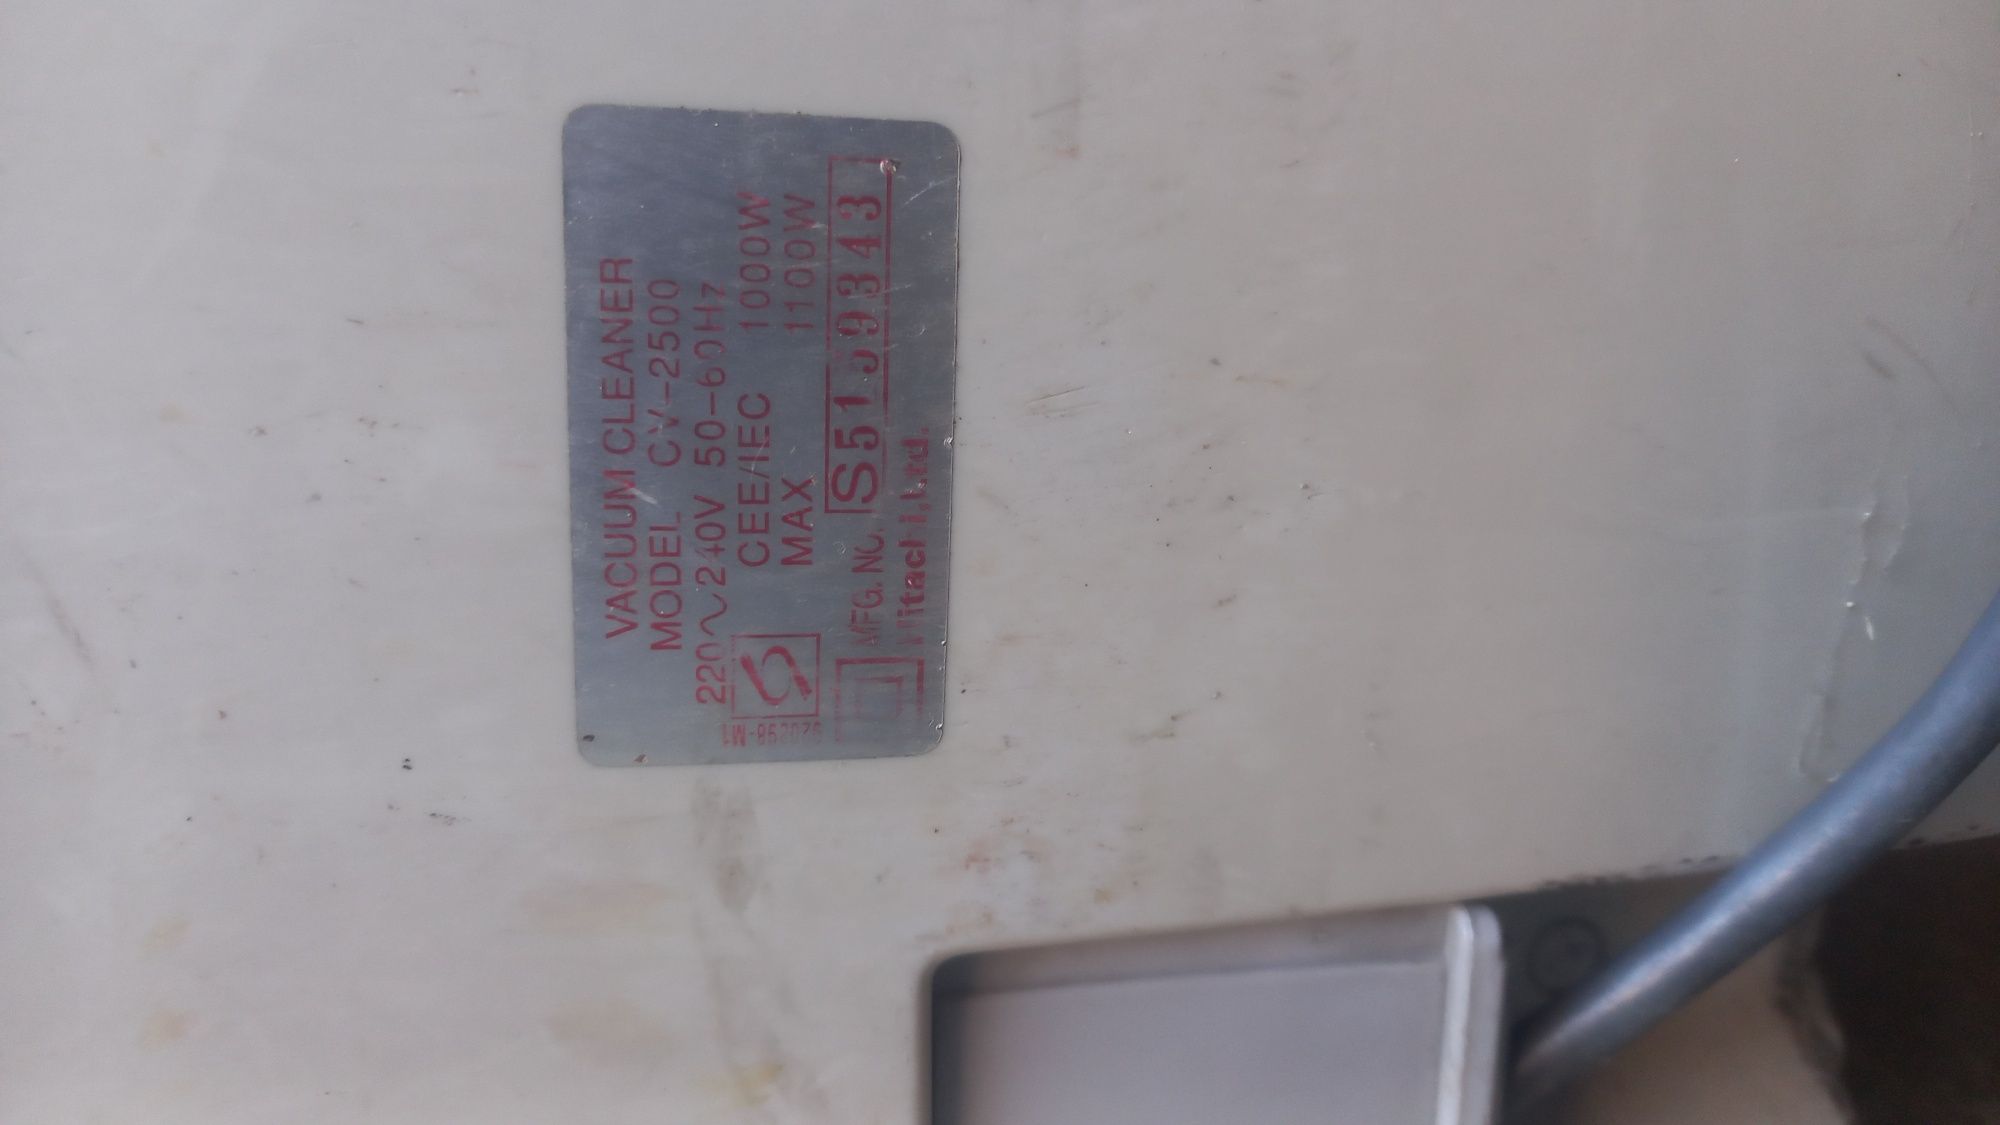 VACUUM CLEANER
MODEL CV-2500
220~240V 50-60Hz
CEE/IEC 1000W
MAX 1100W
MFG. NO. S5159343
Hitachi, Ltd.